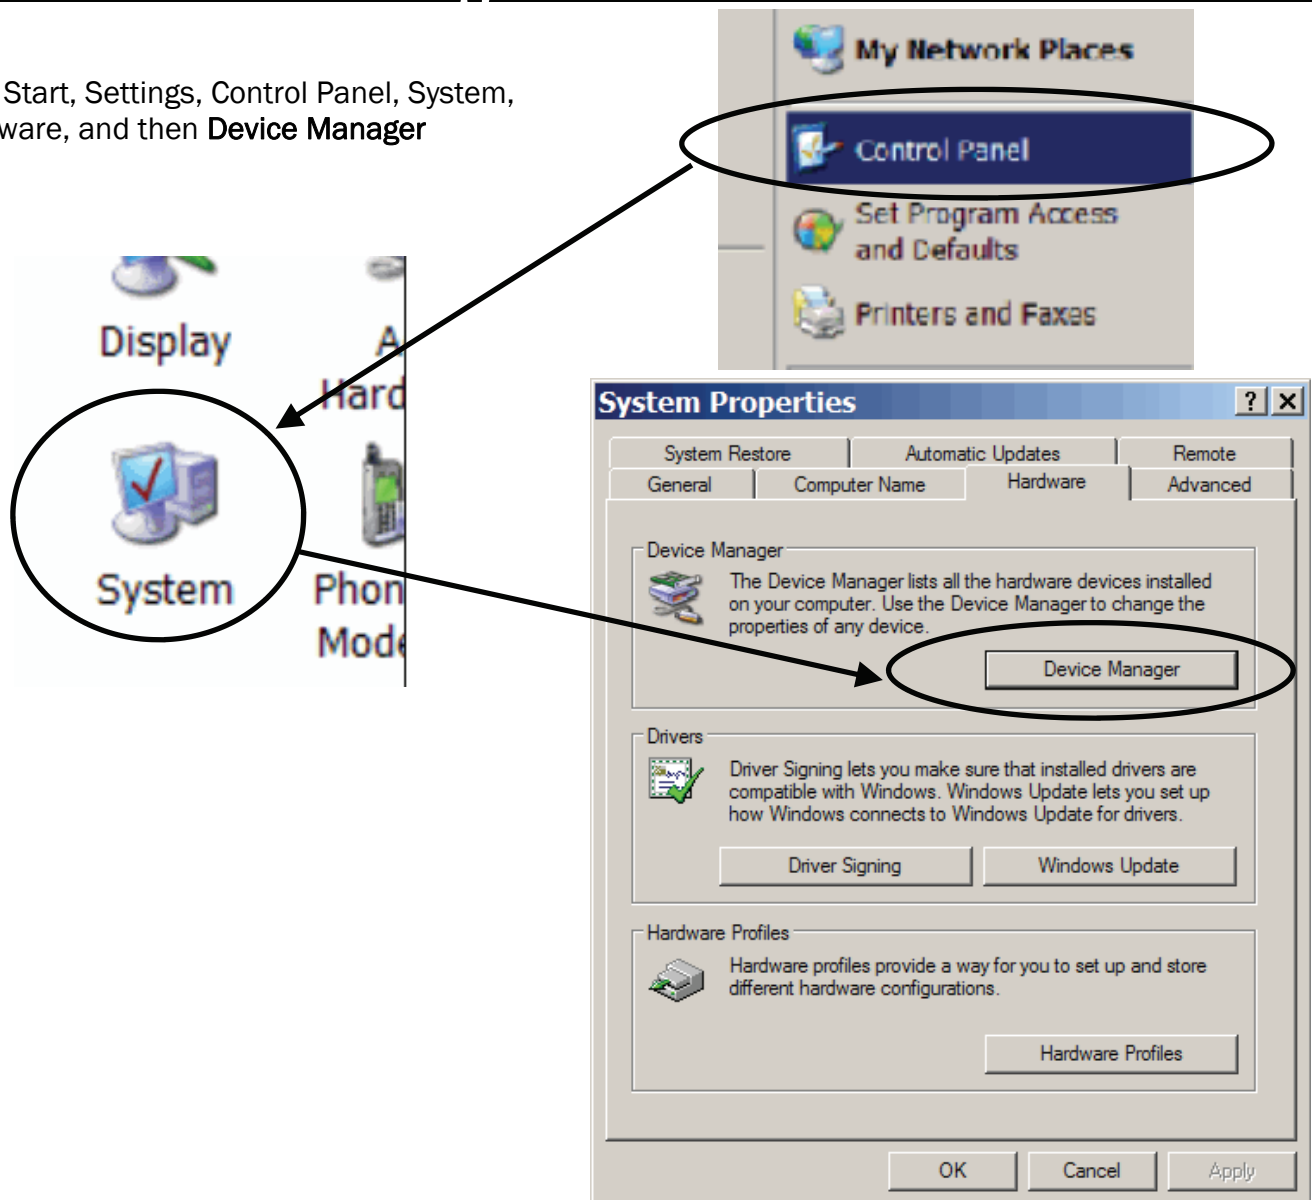 Start, Settings, Control Panel, System,
ware, and then Device Manager
My Network Places
Control Panel
Set Program Access
and Defaults
Printers and Faxes
Display
A
Hard
System
Phon
Mode
System Properties
System Restore
Automatic Updates
Remote
General
Computer Name
Hardware
Advanced
Device Manager
The Device Manager lists all the hardware devices installed
on your computer. Use the Device Manager to change the
properties of any device.
Device Manager
Drivers
Driver Signing lets you make sure that installed drivers are
compatible with Windows. Windows Update lets you set up
how Windows connects to Windows Update for drivers.
Driver Signing
Windows Update
Hardware Profiles
Hardware profiles provide a way for you to set up and store
different hardware configurations.
Hardware Profiles
OK
Cancel
Apply